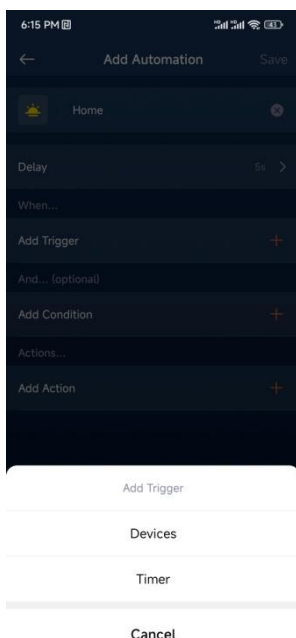 6:15 PM
Add Automation Save
Home
Delay 5s
When...
Add Trigger
And... (optional)
Add Condition
Actions...
Add Action
Add Trigger
Devices
Timer
Cancel